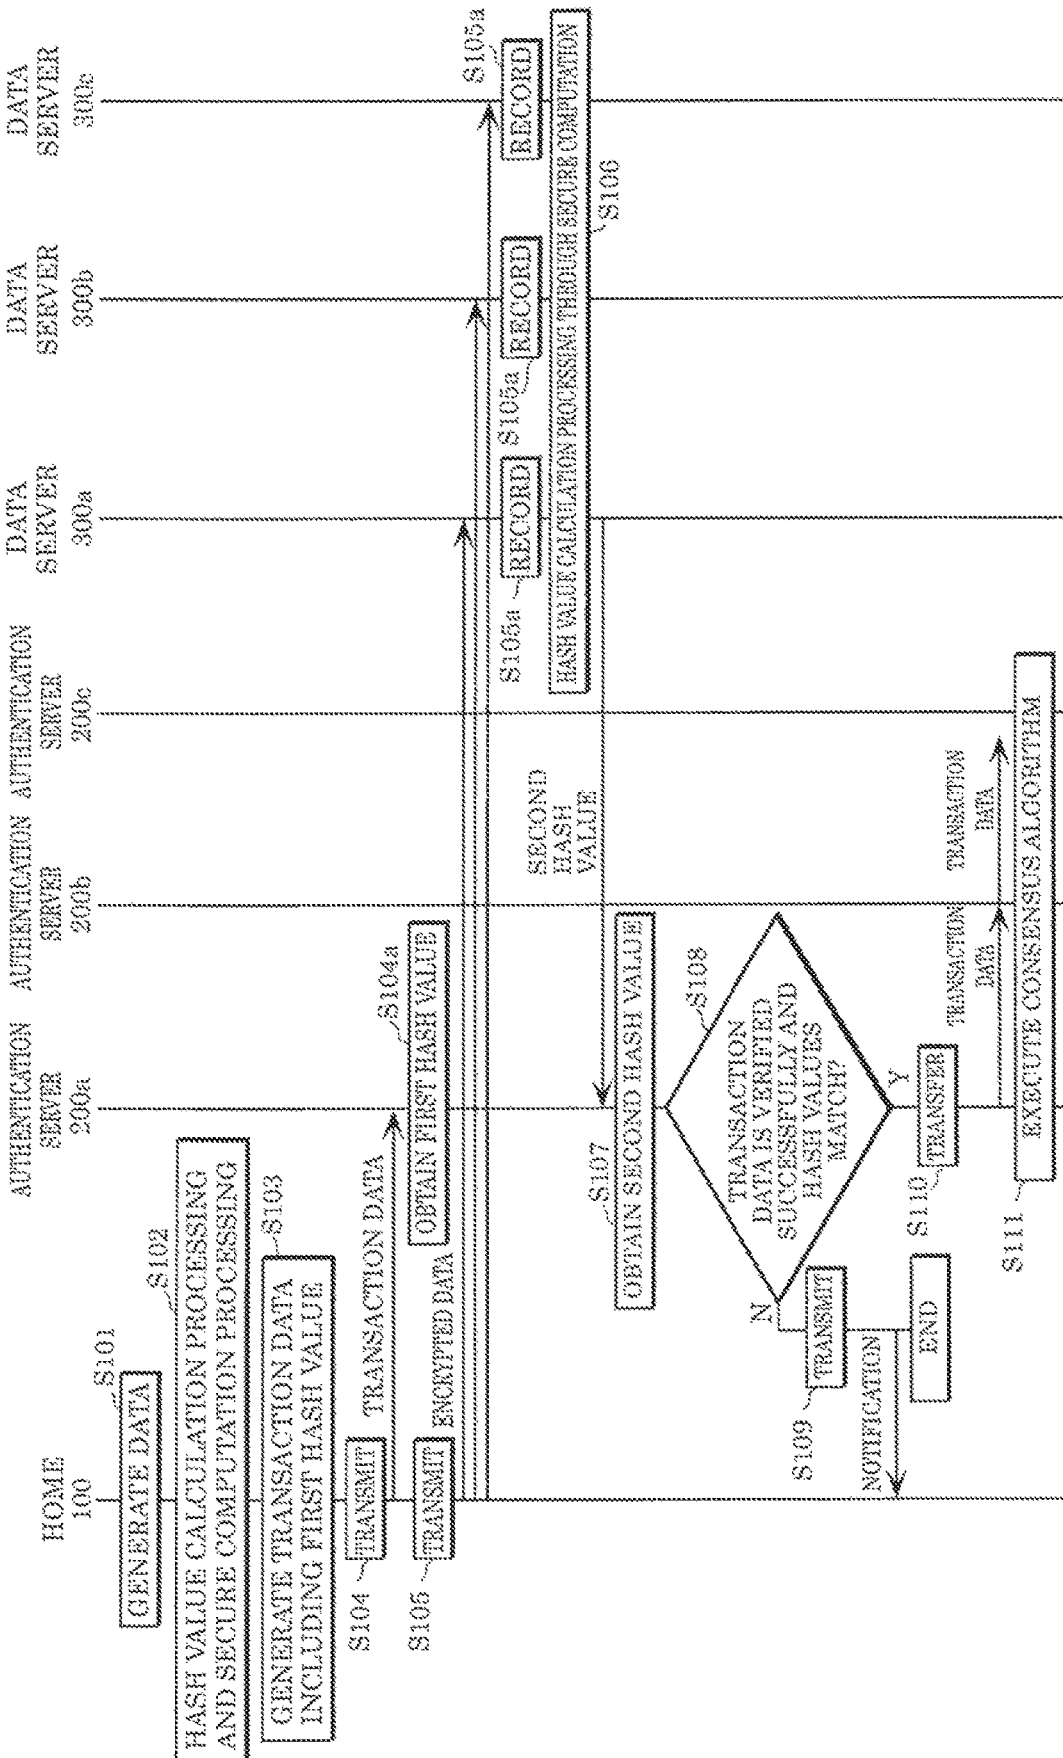 HOME
100
AUTHENTICATION
SERVER
200a
AUTHENTICATION
SERVER
200b
AUTHENTICATION
SERVER
200c
DATA
SERVER
300a
DATA
SERVER
300b
DATA
SERVER
300c
S101
GENERATE DATA
S102
HASH VALUE CALCULATION PROCESSING
AND SECURE COMPUTATION PROCESSING
S103
GENERATE TRANSACTION DATA
INCLUDING FIRST HASH VALUE
S104
TRANSMIT
TRANSACTION DATA
S104a
OBTAIN FIRST HASH VALUE
S105
TRANSMIT
ENCRYPTED DATA
S105a
RECORD
S105a
RECORD
S105a
RECORD
HASH VALUE CALCULATION PROCESSING THROUGH SECURE COMPUTATION
S106
SECOND
HASH
VALUE
S107
OBTAIN SECOND HASH VALUE
S108
TRANSACTION
DATA IS VERIFIED
SUCCESSFULLY AND
HASH VALUES
MATCH?
N
Y
S109
TRANSMIT
NOTIFICATION
END
S110
TRANSFER
TRANSACTION
DATA
TRANSACTION
DATA
S111
EXECUTE CONSENSUS ALGORITHM